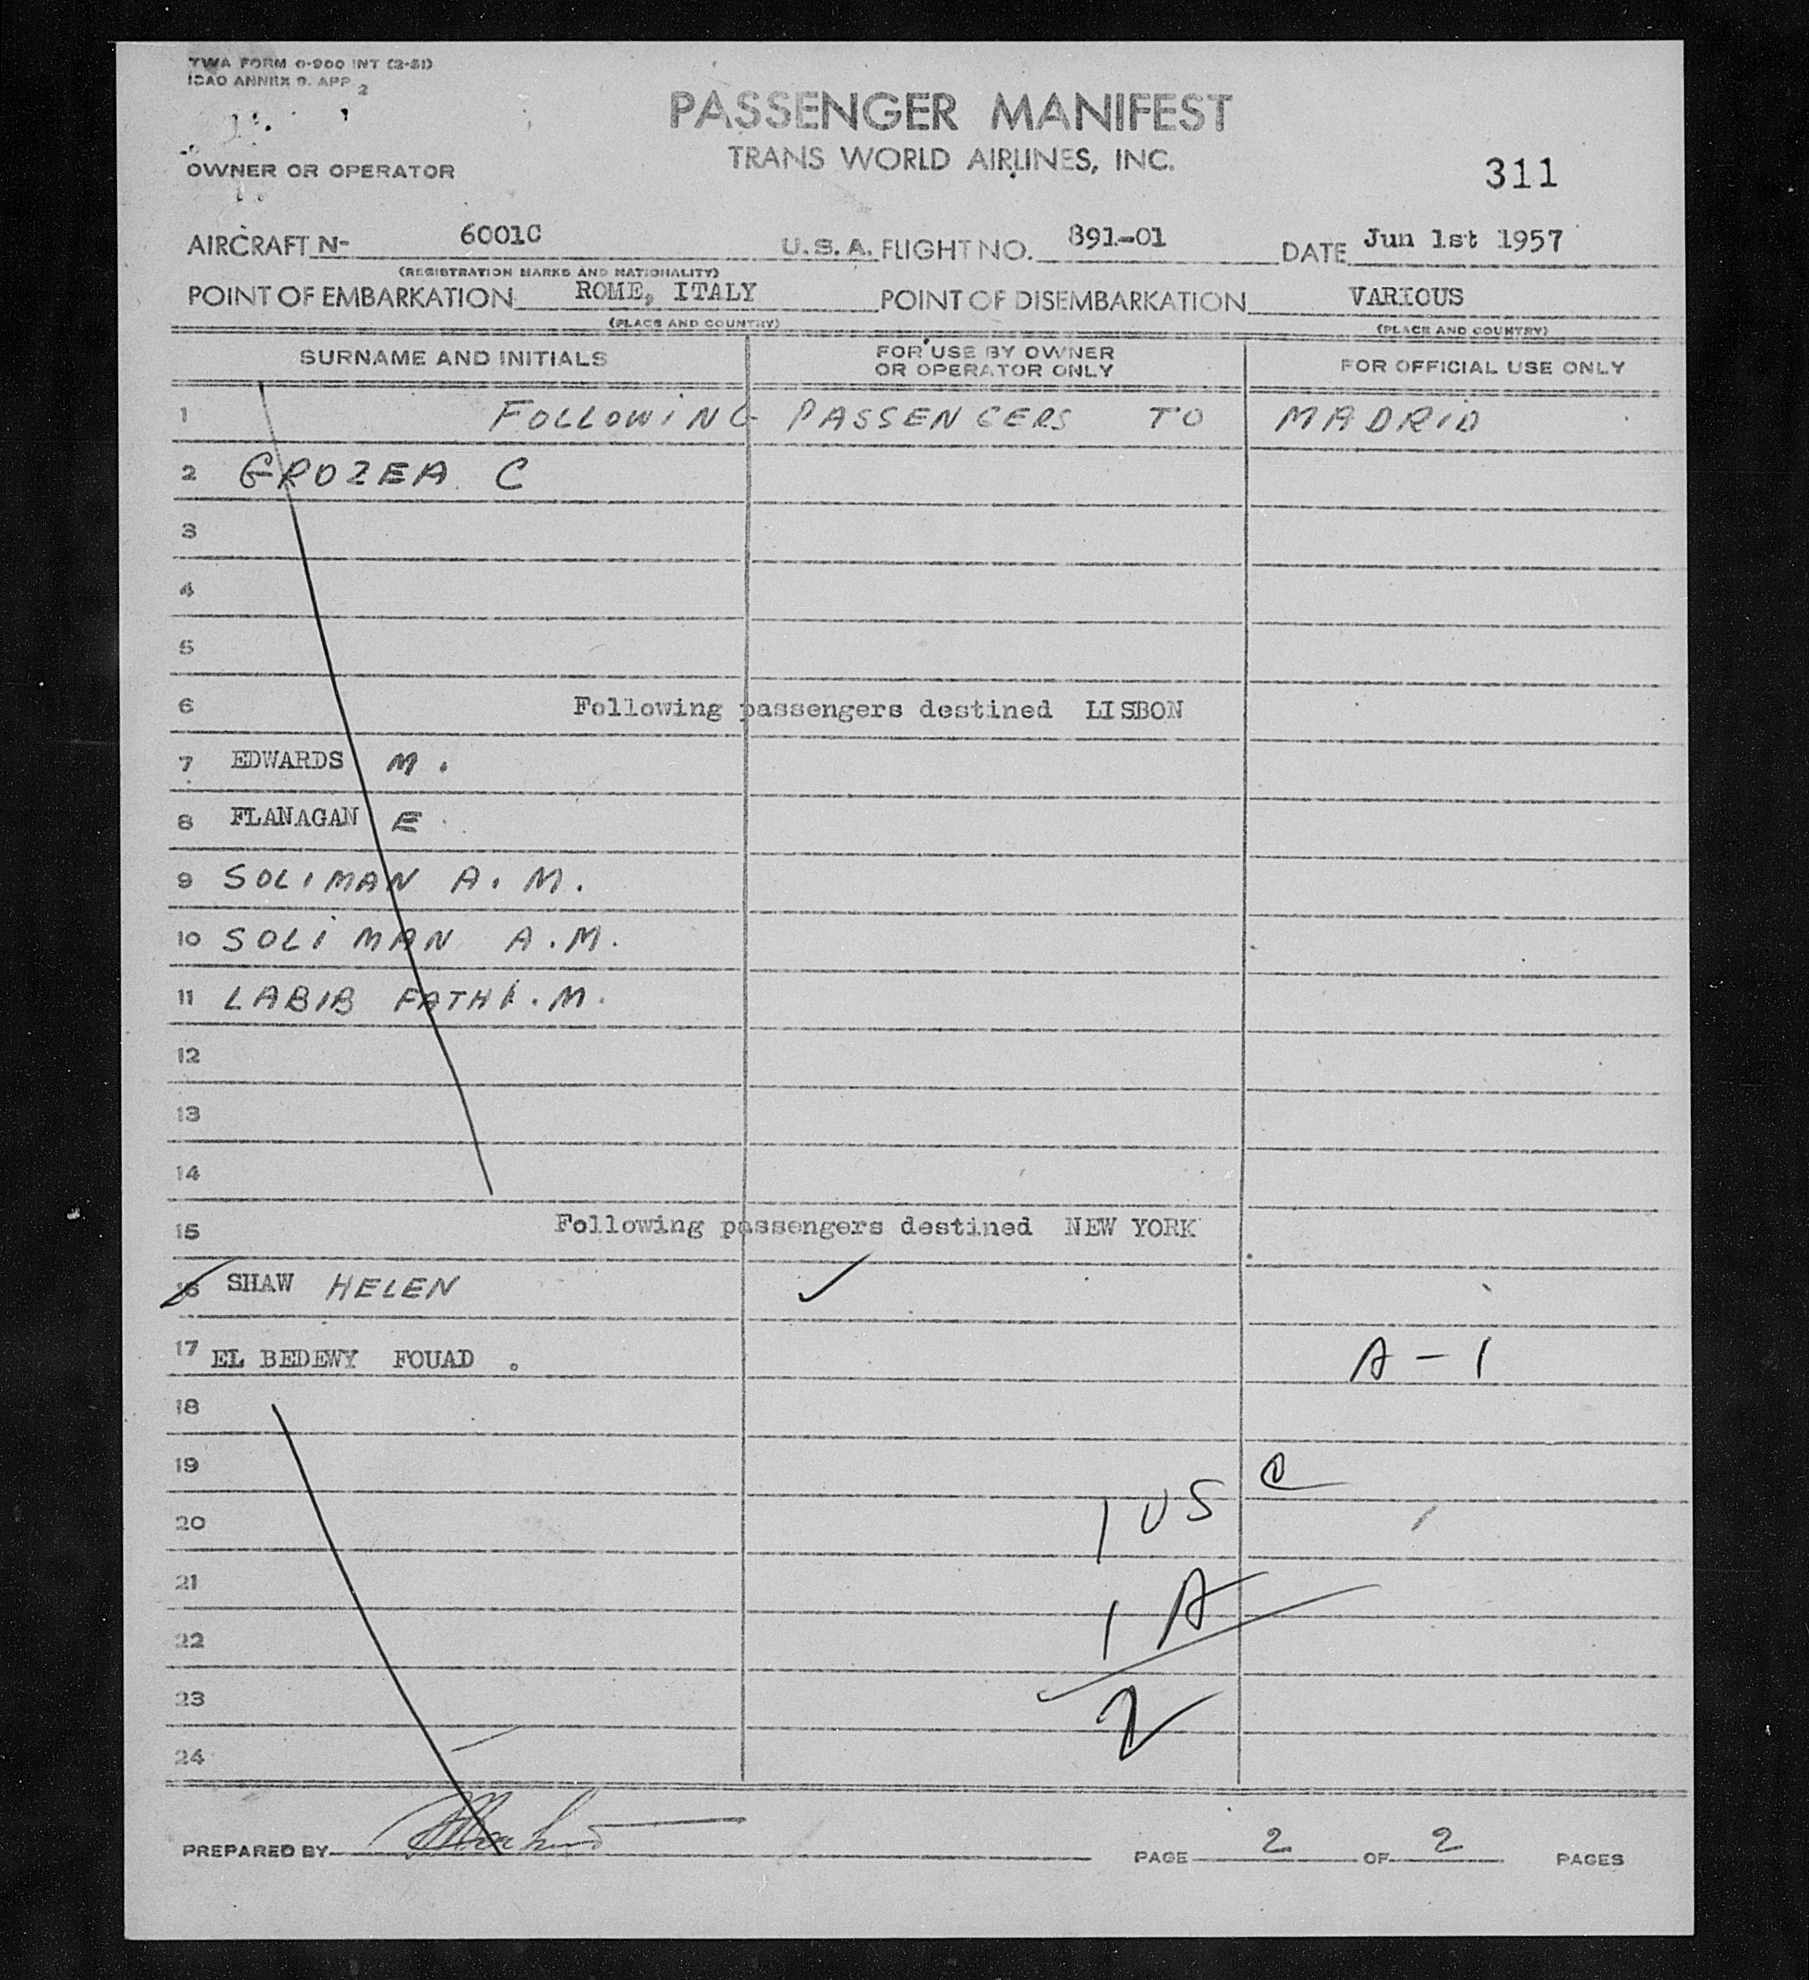 TWA FORM O-900 INT (2-51)
ICAO ANNEX 9. APP 2
PASSENGER MANIFEST
TRANS WORLD AIRLINES, INC.
311
OWNER OR OPERATOR
AIRCRAFT N- 6001C U.S.A. FLIGHT NO. 891-01 DATE Jun 1st 1957
(REGISTRATION MARKS AND NATIONALITY)
POINT OF EMBARKATION ROME, ITALY POINT OF DISEMBARKATION VARIOUS
(PLACE AND COUNTRY) (PLACE AND COUNTRY)
SURNAME AND INITIALS FOR USE BY OWNER OR OPERATOR ONLY FOR OFFICIAL USE ONLY
1 FOLLOWING PASSENGERS TO MADRID
2 GROZEA C
3
4
5
6 Following passengers destined LISBON
7 EDWARDS M.
8 FLANAGAN E
9 SOLIMAN A. M.
10 SOLIMAN A.M.
11 LABIB FATHI.M.
12
13
14
15 Following passengers destined NEW YORK
16 SHAW HELEN ✓
17 EL BEDEWY FOUAD . A-1
18
19
20 1 US C
21
22 1 A
23 2
24
PREPARED BY
PAGE 2 OF 2 PAGES